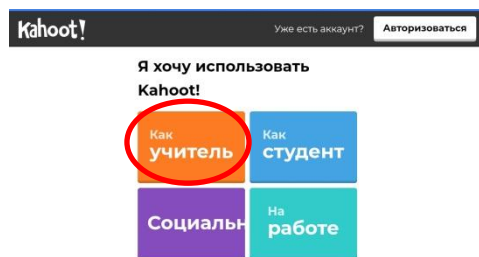 Kahoot! Уже есть аккаунт? Авторизоваться
Я хочу использовать
Kahoot!
Как
учитель
Как
студент
Социальн
На
работе